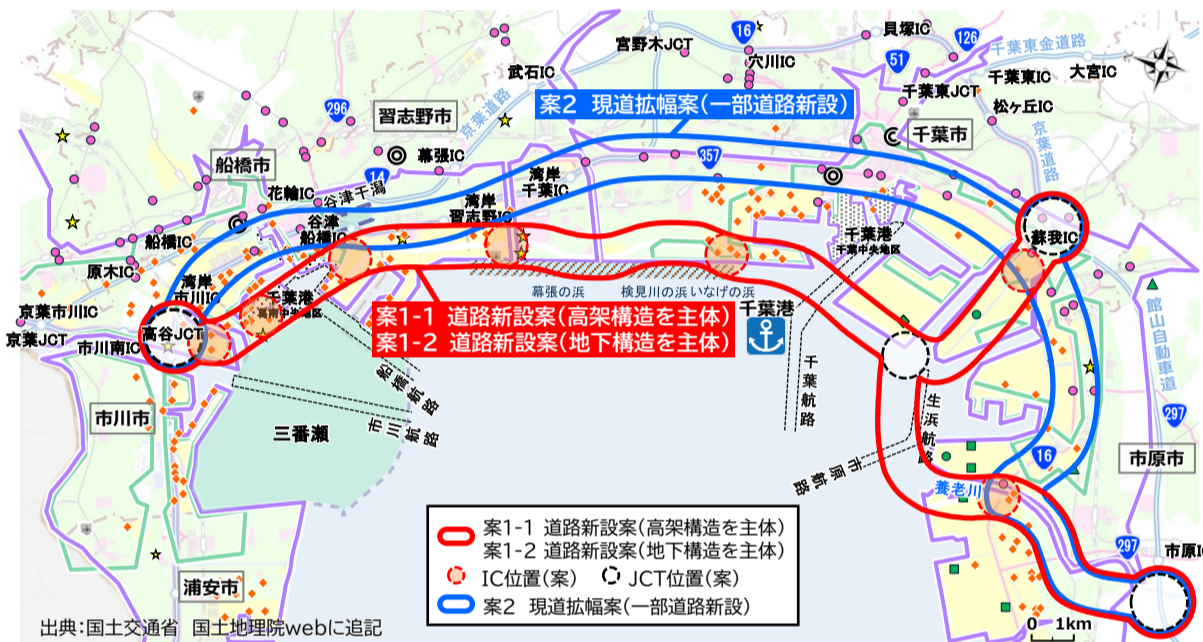 宮野木JCT
16
穴川IC
貝塚IC
126
千葉東金道路
武石IC
51
千葉東IC
大宮IC
千葉東JCT
松ヶ丘IC
案2 現道拡幅案(一部道路新設)
296
習志野市
京葉道路
千葉市
京葉道路
船橋市
幕張IC
357
14
湾岸
千葉IC
花輪IC
谷津干潟
湾岸
習志野IC
谷津
船橋IC
船橋IC
千葉港
千葉中央地区
蘇我IC
原木IC
湾岸
市川IC
千葉港
葛南中央地区
幕張の浜
検見川の浜
いなげの浜
京葉市川IC
高谷JCT
京葉JCT
市川南IC
案1-1 道路新設案(高架構造を主体)
案1-2 道路新設案(地下構造を主体)
千葉港
館山自動車道
船橋航路
市川航路
千葉航路
生浜航路
市原航路
市川市
三番瀬
297
16
市原市
養老川
案1-1 道路新設案(高架構造を主体)
案1-2 道路新設案(地下構造を主体)
IC位置(案)
JCT位置(案)
案2 現道拡幅案(一部道路新設)
297
市原IC
浦安市
出典:国土交通省 国土地理院webに追記
0 1km